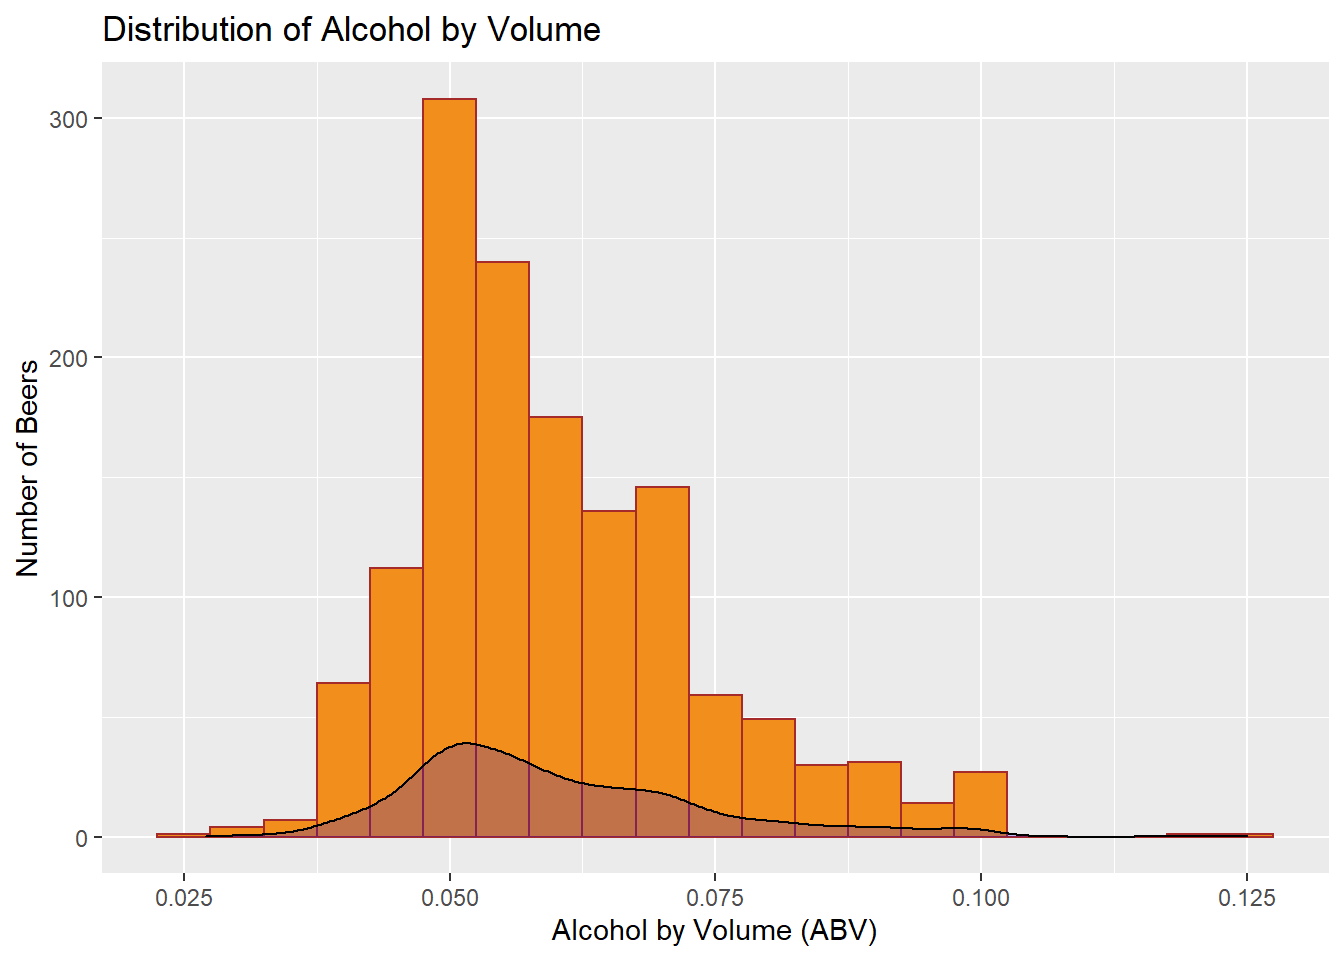 Distribution of Alcohol by Volume
300
200
100
0
Number of Beers
0.025 0.050 0.075 0.100 0.125
Alcohol by Volume (ABV)